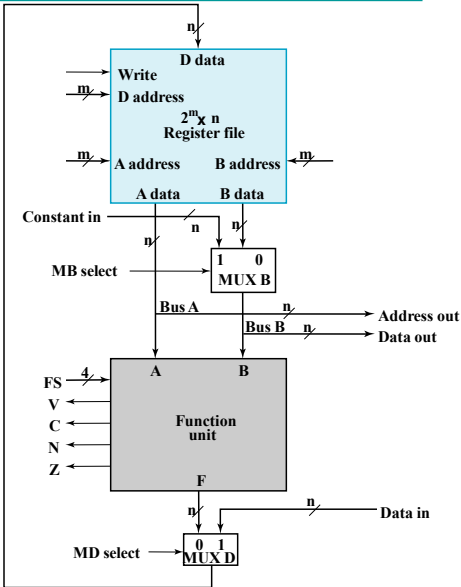 n
D data
Write
m
D address
2^m x n
Register file
m
A address
B address
m
A data
B data
Constant in
n
n
n
1 0
MB select
MUX B
Bus A
n
Address out
Bus B
n
Data out
A
B
FS
4
V
C
N
Z
Function
unit
F
n
n
Data in
0 1
MD select
MUX D